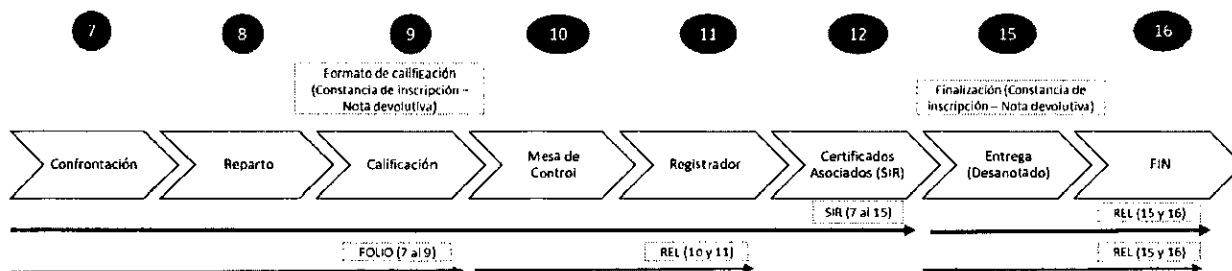 7 8 9 10 11 12 15 16
Formato de calificación
(Constancia de inscripción –
Nota devolutiva)
Finalización (Constancia de
inscripción – Nota devolutiva)
Confrontación
Reparto
Calificación
Mesa de
Control
Registrador
Certificados
Asociados (SIR)
Entrega
(Desanotado)
FIN
SIR (7 al 15)
REL (15 y 16)
FOLIO (7 al 9)
REL (10 y 11)
REL (15 y 16)